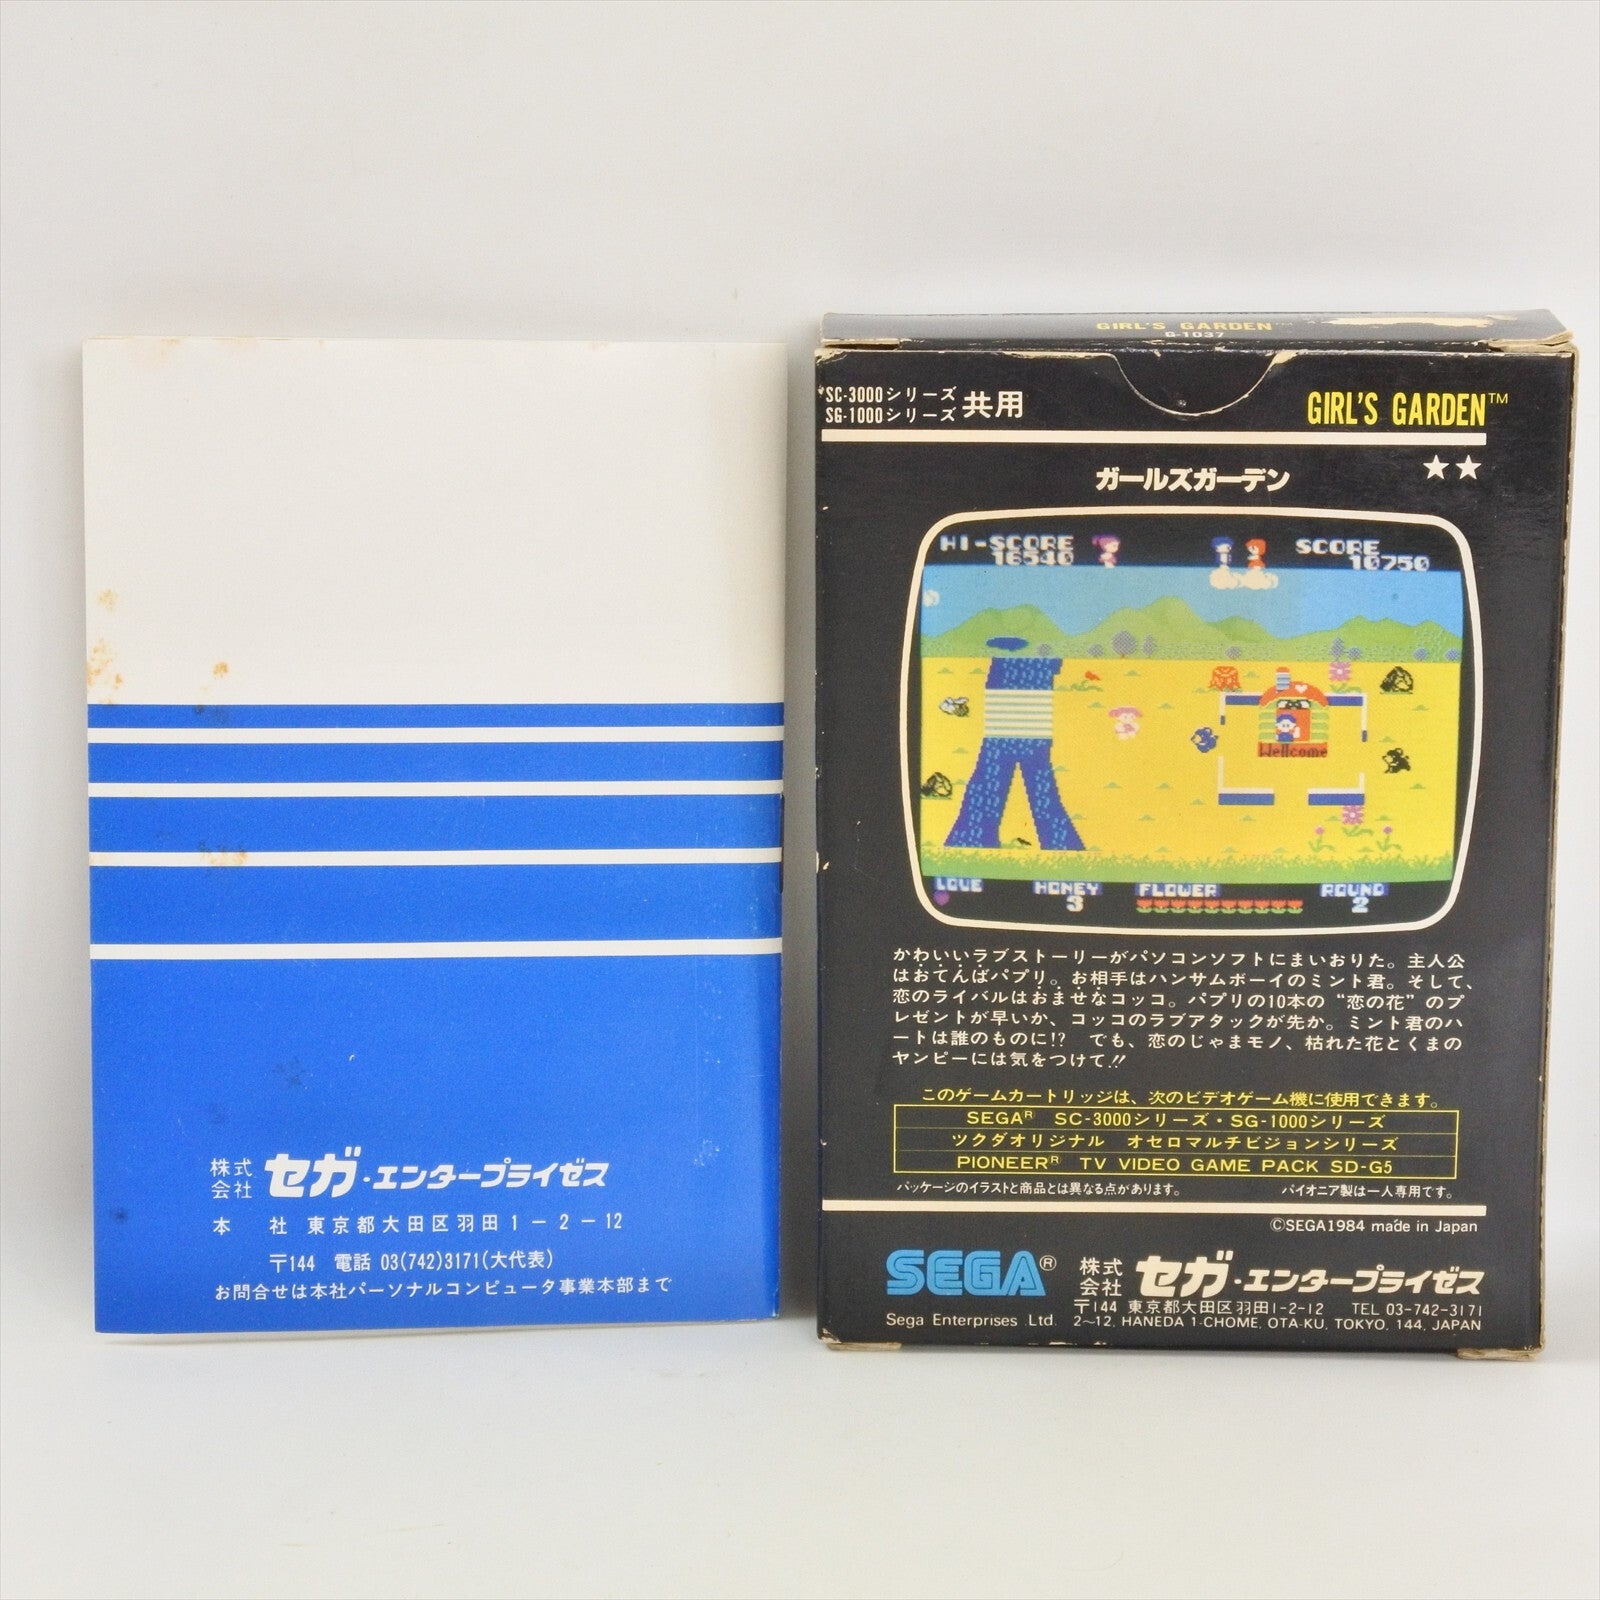 株式会社 セガ・エンタープライゼス
本 社 東京都大田区羽田1-2-12
〒144 電話 03(742)3171(大代表)
お問合せは本社パーソナルコンピュータ事業本部まで
GIRL'S GARDEN™
G-1037
SC-3000シリーズ
SG-1000シリーズ 共用
GIRL'S GARDEN™
★★
ガールズガーデン
HI-SCORE
16540
SCORE
10750
Wellcome
LOVE HONEY FLOWER ROUND
3 2
かわいいラブストーリーがパソコンソフトにまいおりた。主人公
はおてんばパプリ。お相手はハンサムボーイのミント君。そして、
恋のライバルはおませなコッコ。パプリの10本の“恋の花”のプ
レゼントが早いか、コッコのラブアタックが先か。ミント君のハ
ートは誰のものに!? でも、恋のじゃまモノ、枯れた花とくまの
ヤンピーには気をつけて!!
このゲームカートリッジは、次のビデオゲーム機に使用できます。
SEGA® SC-3000シリーズ・SG-1000シリーズ
ツクダオリジナル オセロマルチビジョンシリーズ
PIONEER® TV VIDEO GAME PACK SD-G5
パッケージのイラストと商品とは異なる点があります。 パイオニア製は一人専用です。
©SEGA1984 made in Japan
SEGA® 株式会社 セガ・エンタープライゼス
〒144 東京都大田区羽田1-2-12 TEL 03-742-3171
Sega Enterprises Ltd. 2~12, HANEDA 1-CHOME, OTA-KU, TOKYO, 144, JAPAN